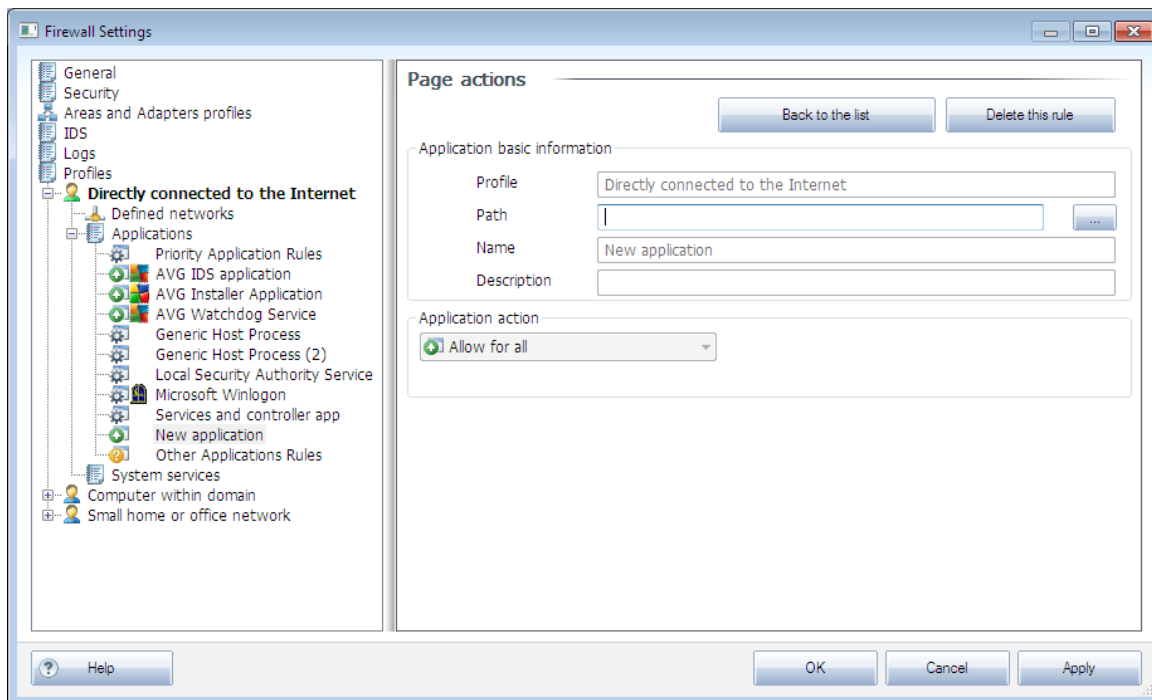 Firewall Settings
General
Security
Areas and Adapters profiles
IDS
Logs
Profiles
Directly connected to the Internet
Defined networks
Applications
Priority Application Rules
AVG IDS application
AVG Installer Application
AVG Watchdog Service
Generic Host Process
Generic Host Process (2)
Local Security Authority Service
Microsoft Winlogon
Services and controller app
New application
Other Applications Rules
System services
Computer within domain
Small home or office network
Page actions
Back to the list
Delete this rule
Application basic information
Profile
Directly connected to the Internet
Path
...
Name
New application
Description
Application action
Allow for all
? Help
OK
Cancel
Apply